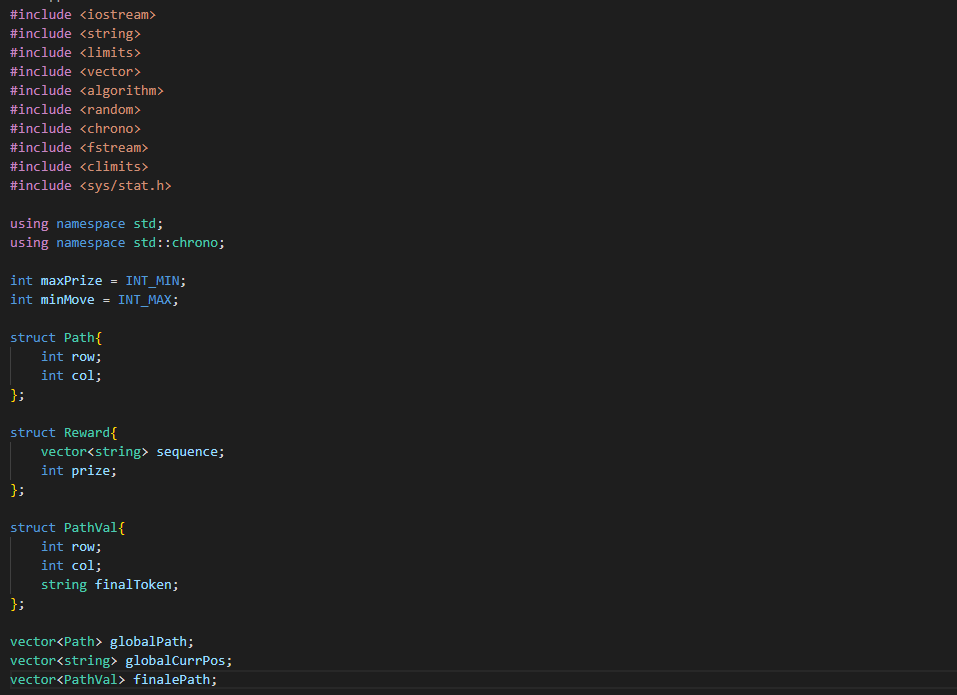 #include <iostream>
#include <string>
#include <limits>
#include <vector>
#include <algorithm>
#include <random>
#include <chrono>
#include <fstream>
#include <climits>
#include <sys/stat.h>

using namespace std;
using namespace std::chrono;

int maxPrize = INT_MIN;
int minMove = INT_MAX;

struct Path{
    int row;
    int col;
};

struct Reward{
    vector<string> sequence;
    int prize;
};

struct PathVal{
    int row;
    int col;
    string finalToken;
};

vector<Path> globalPath;
vector<string> globalCurrPos;
vector<PathVal> finalePath;